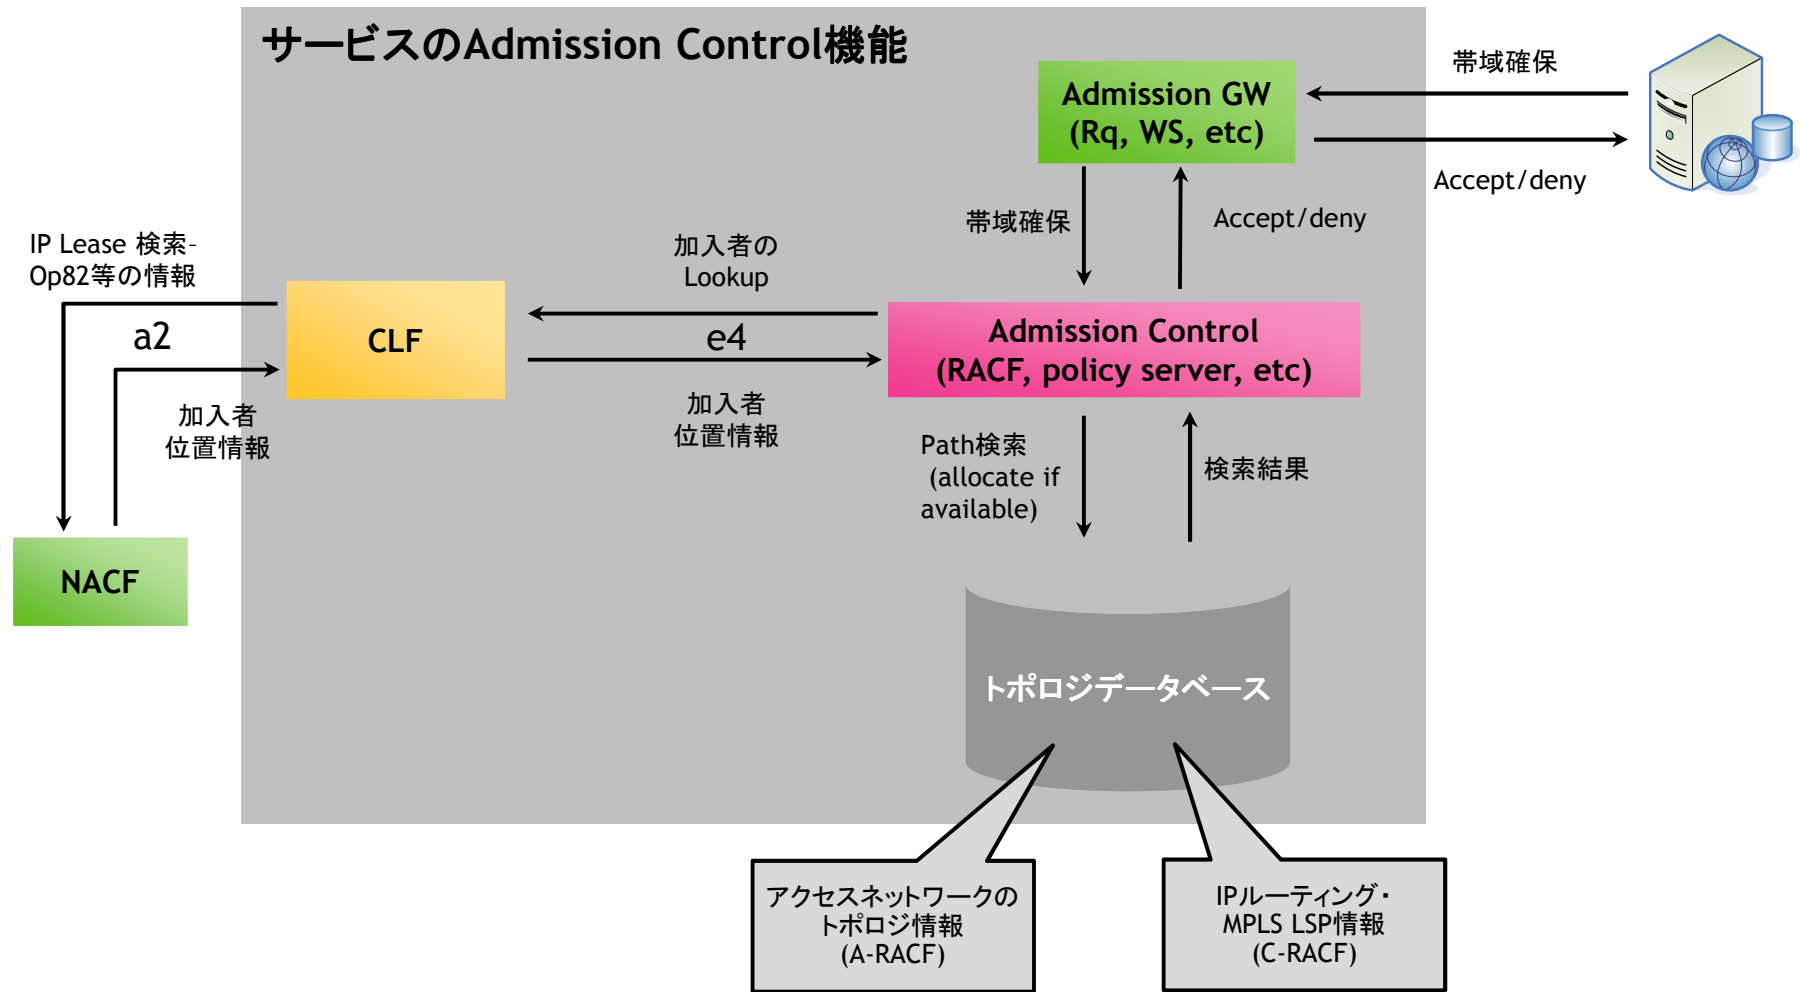 サービスのAdmission Control機能
Admission GW
(Rq, WS, etc)
帯域確保
Accept/deny
帯域確保
Accept/deny
IP Lease 検索-
Op82等の情報
a2
加入者
位置情報
CLF
加入者の
Lookup
e4
加入者
位置情報
Admission Control
(RACF, policy server, etc)
Path検索
(allocate if
available)
検索結果
NACF
トポロジデータベース
アクセスネットワークの
トポロジ情報
(A-RACF)
IPルーティング・
MPLS LSP情報
(C-RACF)